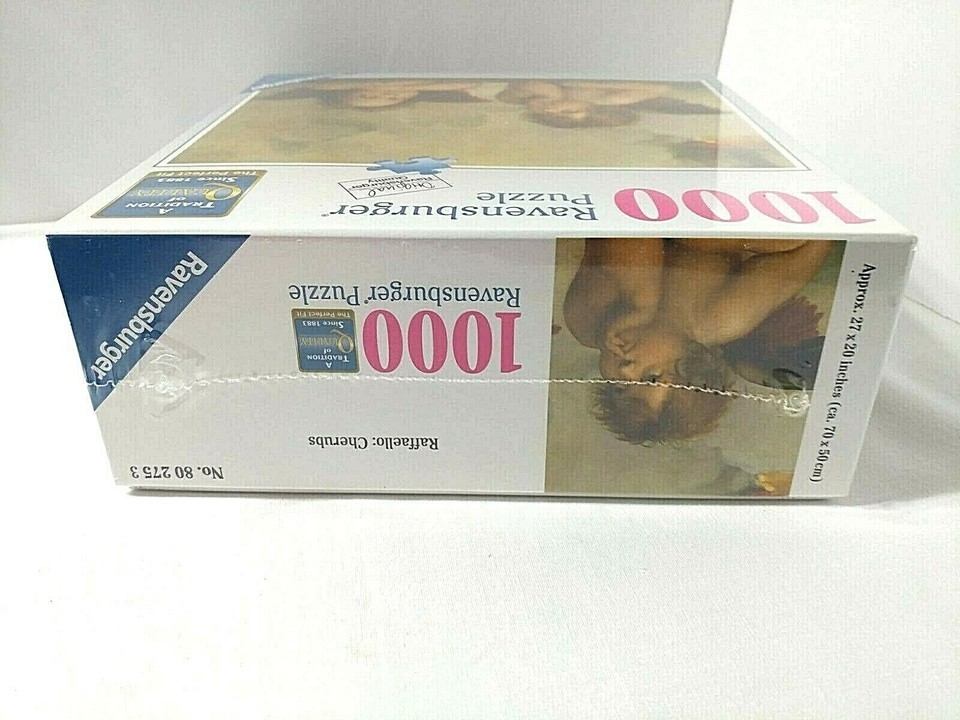 Ravensburger
Original
Ravensburger
Quality
A
TRADITION
of
QUALITY
Since 1883
The Perfect Fit
Ravensburger®
Puzzle
1000
Ravensburger
1000
Ravensburger® Puzzle
A
TRADITION
of
QUALITY
Since 1883
The Perfect Fit
Raffaello: Cherubs
No. 80 275 3
Approx. 27 x 20 inches (ca. 70 x 50 cm)